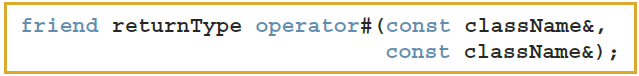 friend returnType operator#(const className&,
const className&);